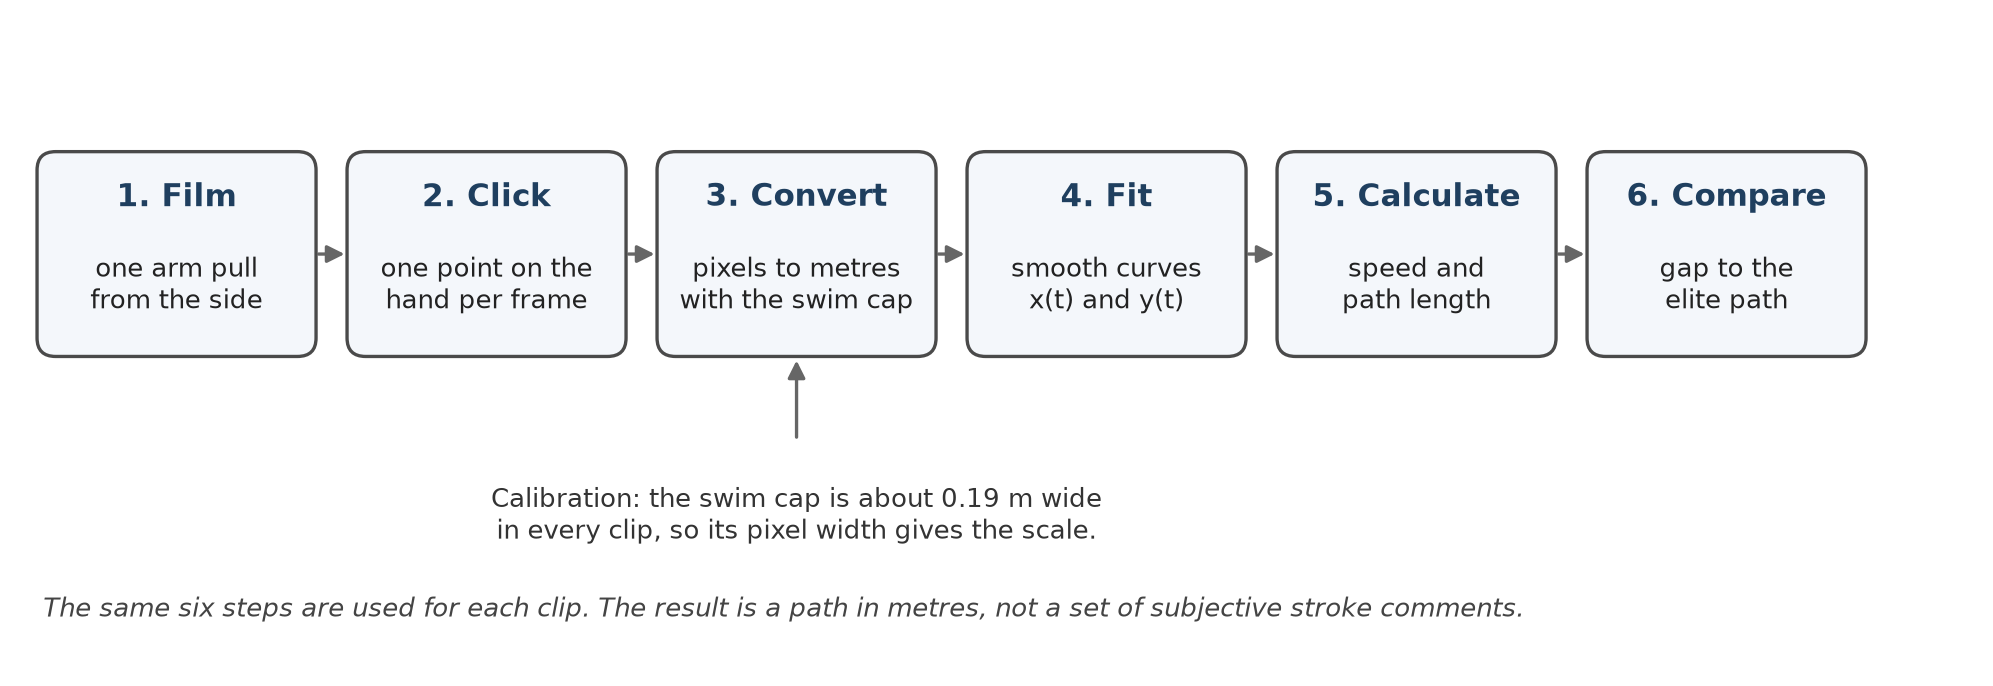 1. Film
one arm pull
from the side
2. Click
one point on the
hand per frame
3. Convert
pixels to metres
with the swim cap
4. Fit
smooth curves
x(t) and y(t)
5. Calculate
speed and
path length
6. Compare
gap to the
elite path
Calibration: the swim cap is about 0.19 m wide
in every clip, so its pixel width gives the scale.
The same six steps are used for each clip. The result is a path in metres, not a set of subjective stroke comments.